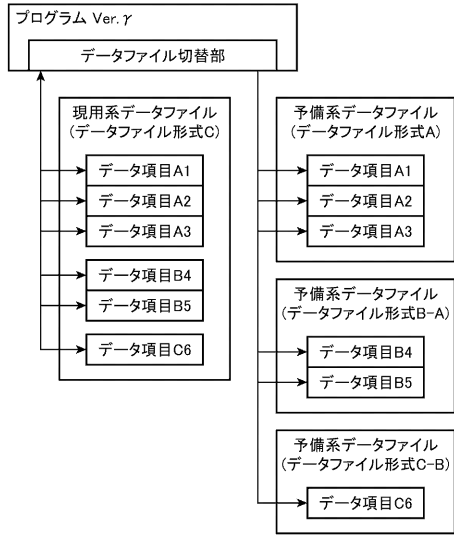 プログラム Ver.γ
データファイル切替部
現用系データファイル
(データファイル形式C)
データ項目A1
データ項目A2
データ項目A3
データ項目B4
データ項目B5
データ項目C6
予備系データファイル
(データファイル形式A)
データ項目A1
データ項目A2
データ項目A3
予備系データファイル
(データファイル形式B-A)
データ項目B4
データ項目B5
予備系データファイル
(データファイル形式C-B)
データ項目C6